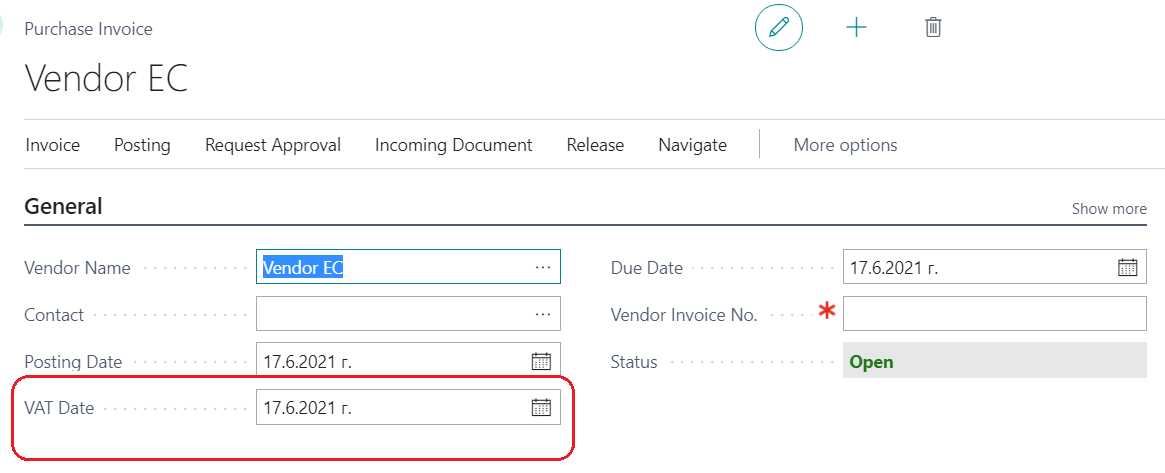 Purchase Invoice
Vendor EC
Invoice Posting Request Approval Incoming Document Release Navigate More options
General Show more
Vendor Name Vendor EC ... Due Date 17.6.2021 г.
Contact ... Vendor Invoice No. *
Posting Date 17.6.2021 г. Status Open
VAT Date 17.6.2021 г.